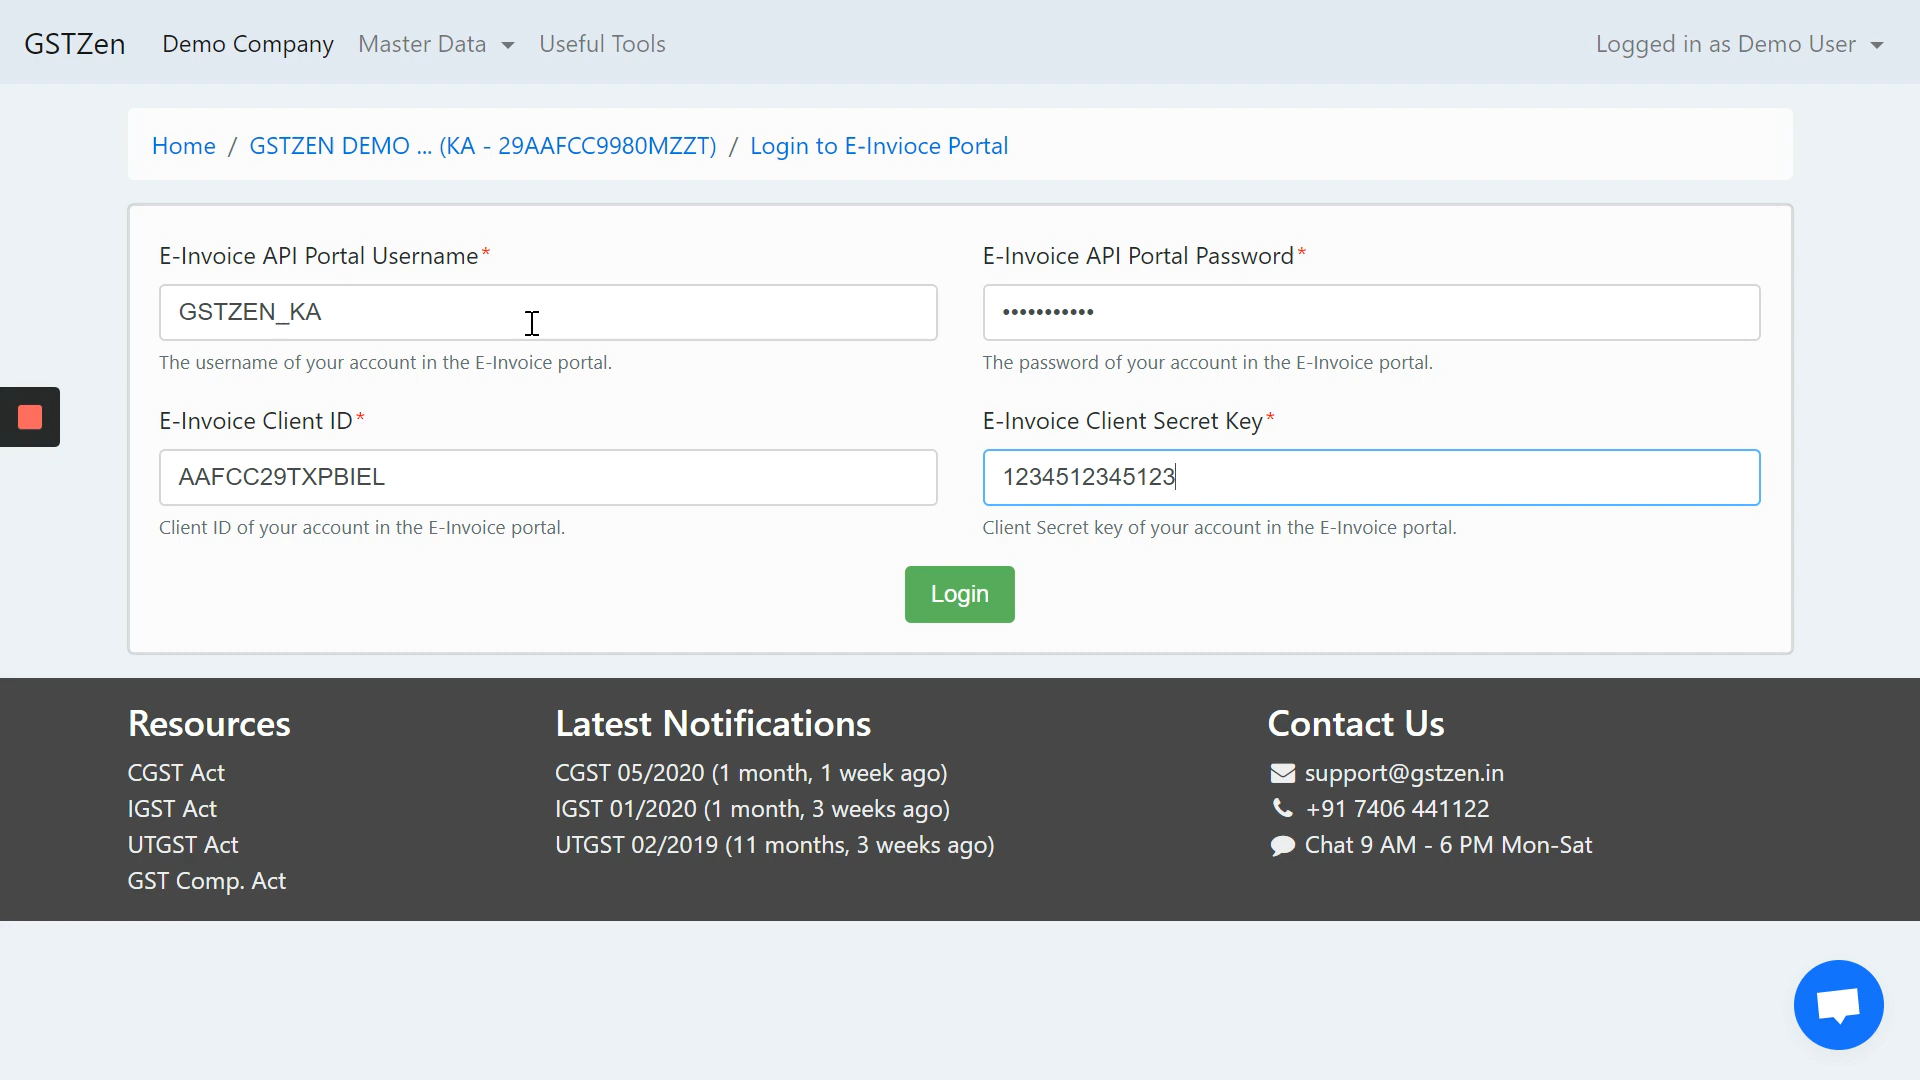 GSTZen Demo Company Master Data Useful Tools Logged in as Demo User
Home / GSTZEN DEMO ... (KA - 29AAFCC9980MZZT) / Login to E-Invioce Portal
E-Invoice API Portal Username* E-Invoice API Portal Password*
GSTZEN_KA •••••••••••
The username of your account in the E-Invoice portal. The password of your account in the E-Invoice portal.
E-Invoice Client ID* E-Invoice Client Secret Key*
AAFCC29TXPBIEL 1234512345123
Client ID of your account in the E-Invoice portal. Client Secret key of your account in the E-Invoice portal.
Login
Resources
CGST Act
IGST Act
UTGST Act
GST Comp. Act
Latest Notifications
CGST 05/2020 (1 month, 1 week ago)
IGST 01/2020 (1 month, 3 weeks ago)
UTGST 02/2019 (11 months, 3 weeks ago)
Contact Us
support@gstzen.in
+91 7406 441122
Chat 9 AM - 6 PM Mon-Sat